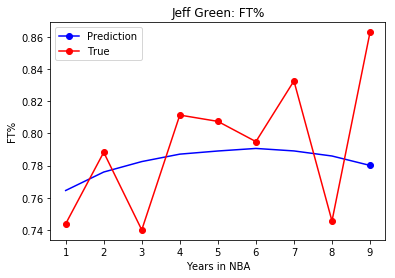 Jeff Green: FT%
Prediction
True
FT%
0.86
0.84
0.82
0.80
0.78
0.76
0.74
1 2 3 4 5 6 7 8 9
Years in NBA